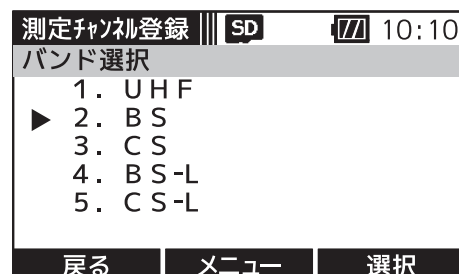 測定ﾁｬﾝﾈﾙ登録 SD 10:10
バンド選択
1. UHF
▶ 2. BS
3. CS
4. BS-L
5. CS-L
戻る メニュー 選択